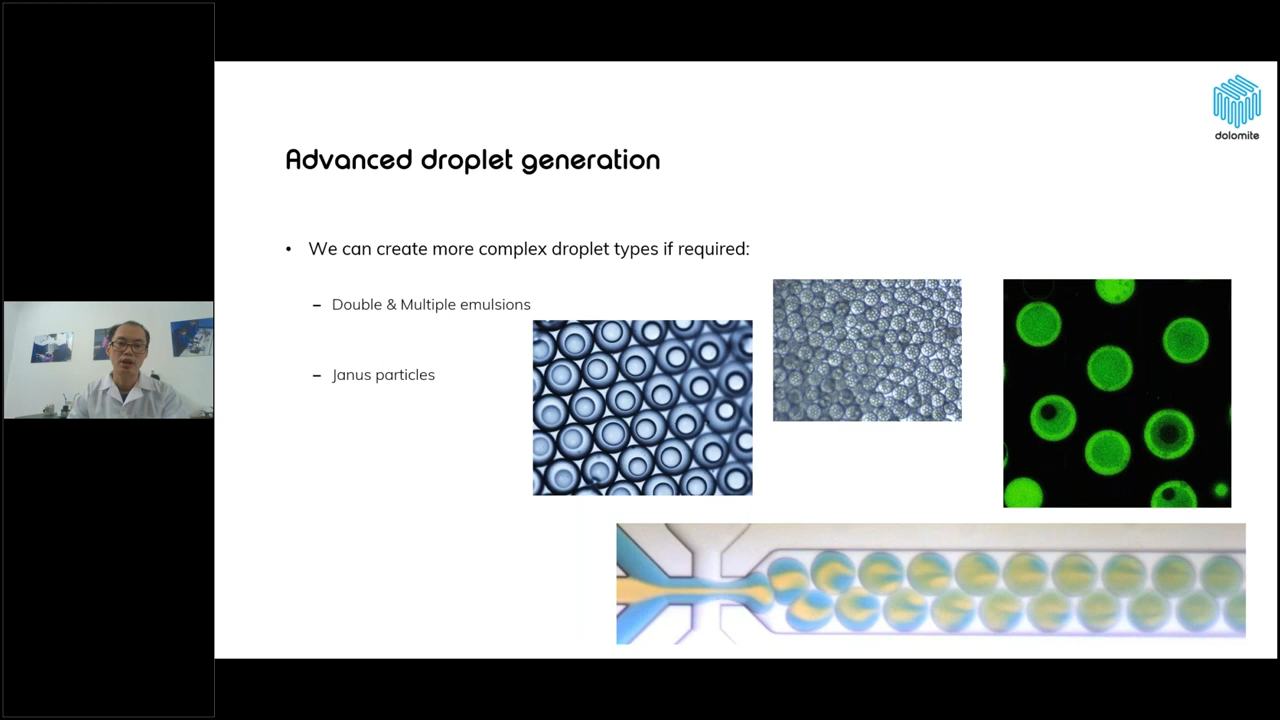 dolomite
Advanced droplet generation
• We can create more complex droplet types if required:
– Double & Multiple emulsions
– Janus particles